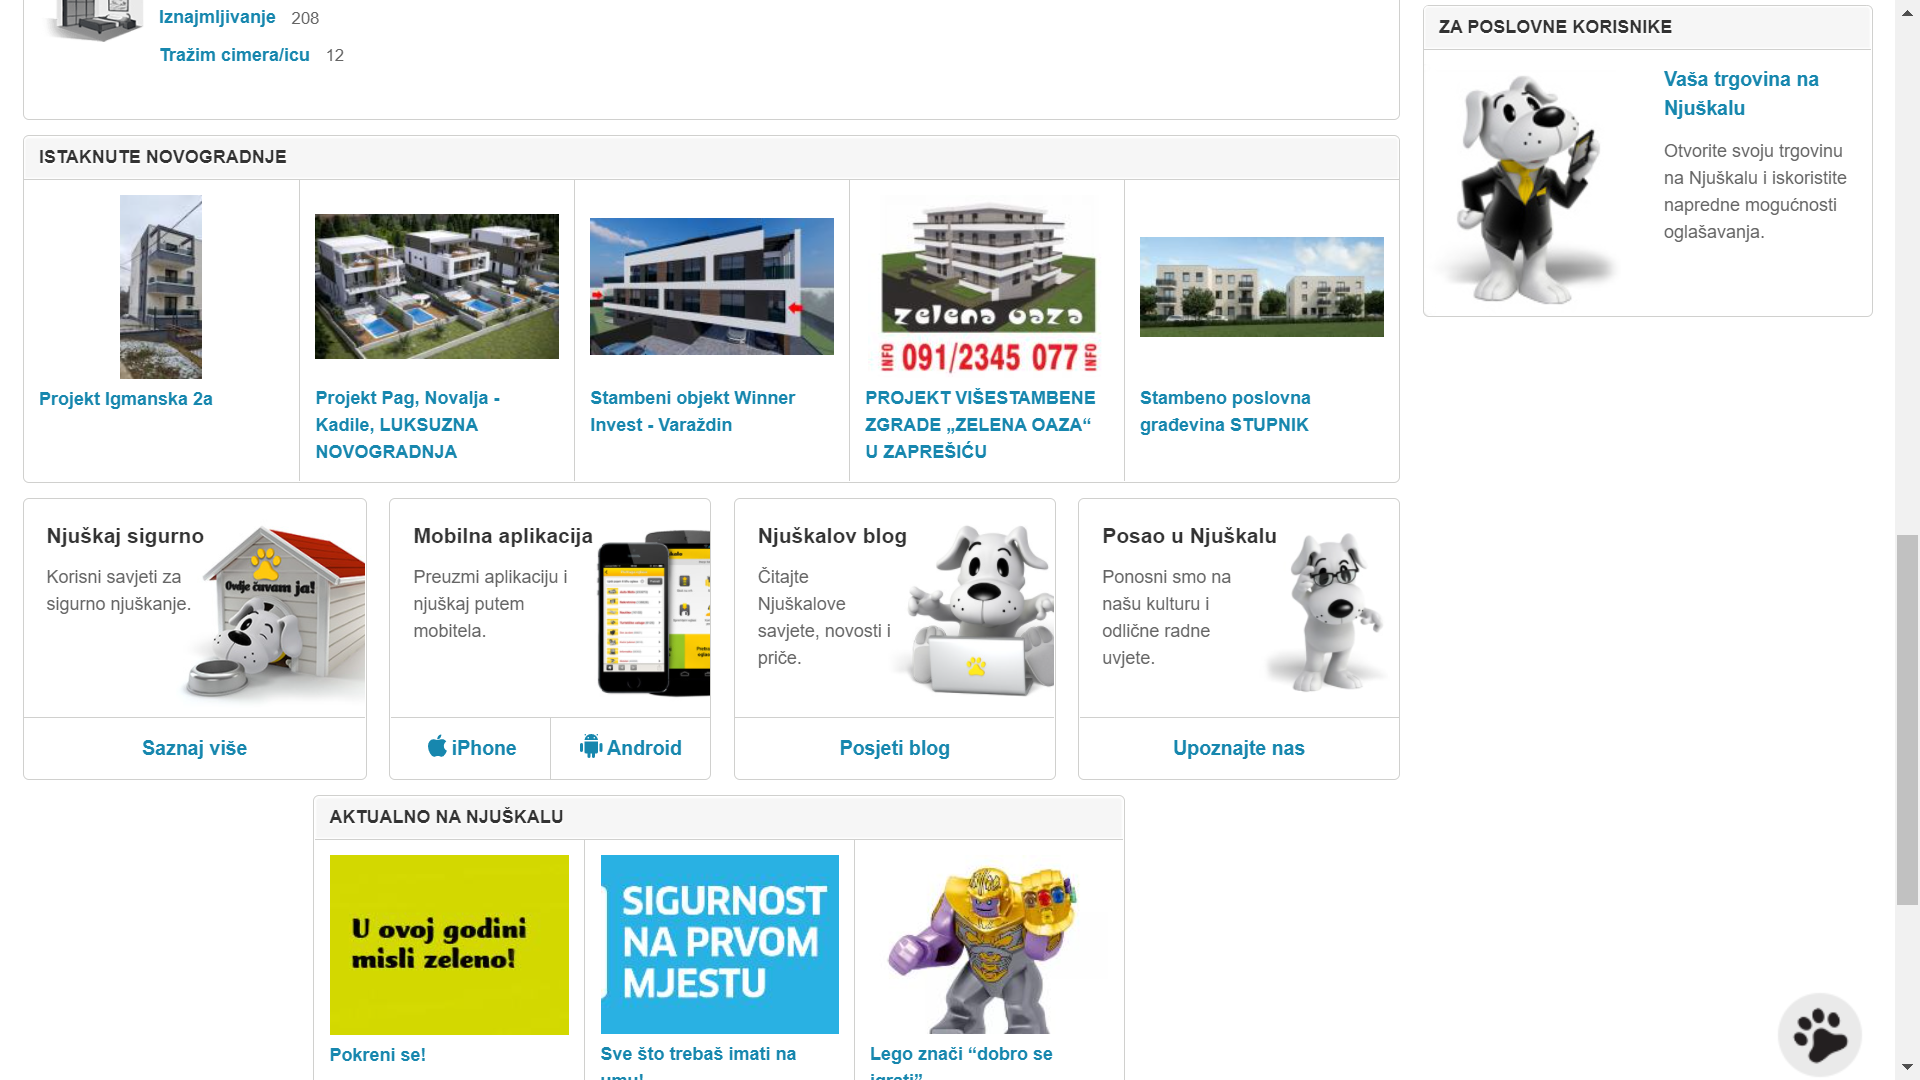 Iznajmljivanje 208
Tražim cimera/icu 12
ZA POSLOVNE KORISNIKE
Vaša trgovina na
Njuškalu
Otvorite svoju trgovinu
na Njuškalu i iskoristite
napredne mogućnosti
oglašavanja.
ISTAKNUTE NOVOGRADNJE
zelena oaza
INFO 091/2345 077 INFO
Projekt Igmanska 2a
Projekt Pag, Novalja -
Kadile, LUKSUZNA
NOVOGRADNJA
Stambeni objekt Winner
Invest - Varaždin
PROJEKT VIŠESTAMBENE
ZGRADE „ZELENA OAZA“
U ZAPREŠIĆU
Stambeno poslovna
građevina STUPNIK
Njuškaj sigurno
Korisni savjeti za
sigurno njuškanje.
Ovdje čuvam ja!
Saznaj više
Mobilna aplikacija
Preuzmi aplikaciju i
njuškaj putem
mobitela.
iPhone
Android
Njuškalov blog
Čitajte
Njuškalove
savjete, novosti i
priče.
Posjeti blog
Posao u Njuškalu
Ponosni smo na
našu kulturu i
odlične radne
uvjete.
Upoznajte nas
AKTUALNO NA NJUŠKALU
U ovoj godini
misli zeleno!
Pokreni se!
SIGURNOST
NA PRVOM
MJESTU
Sve što trebaš imati na
umu!
Lego znači “dobro se
igrati”